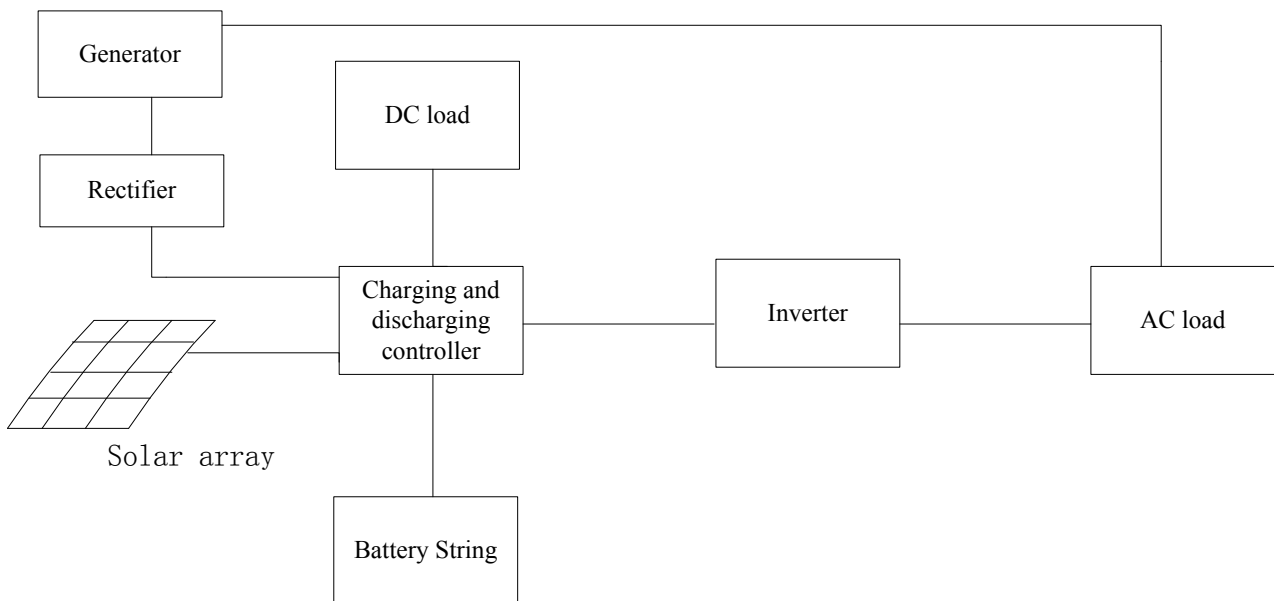 Generator
DC load
Rectifier
Charging and
discharging
controller
Inverter
AC load
Solar array
Battery String